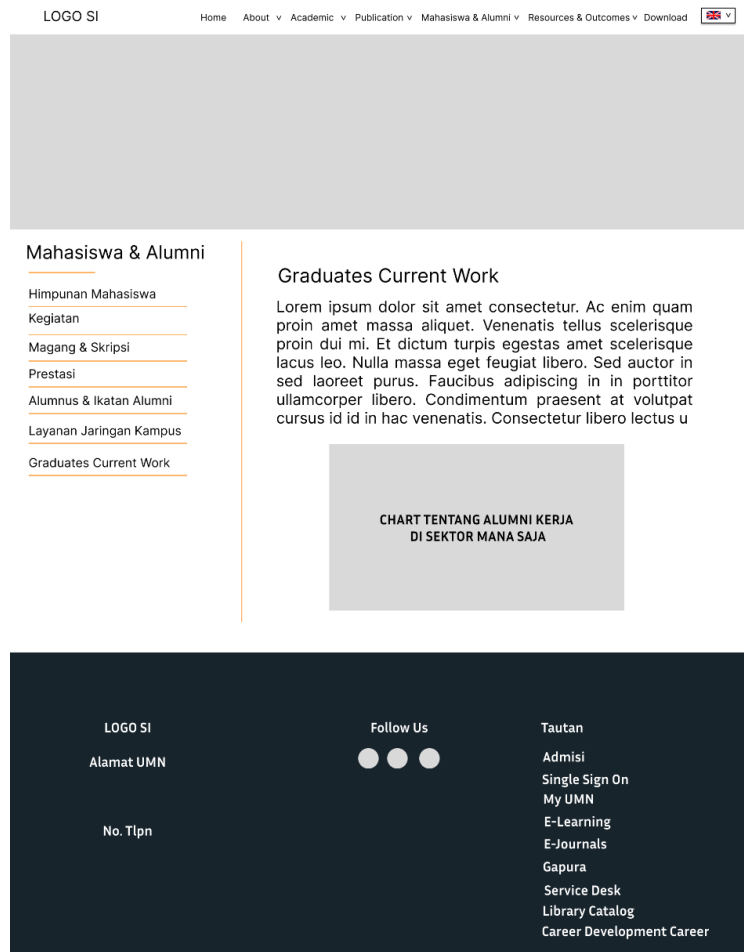 LOGO SI
Home About v Academic v Publication v Mahasiswa & Alumni v Resources & Outcomes v Download v
Mahasiswa & Alumni
Himpunan Mahasiswa
Kegiatan
Magang & Skripsi
Prestasi
Alumnus & Ikatan Alumni
Layanan Jaringan Kampus
Graduates Current Work
Graduates Current Work
Lorem ipsum dolor sit amet consectetur. Ac enim quam
proin amet massa aliquet. Venenatis tellus scelerisque
proin dui mi. Et dictum turpis egestas amet scelerisque
lacus leo. Nulla massa eget feugiat libero. Sed auctor in
sed laoreet purus. Faucibus adipiscing in in porttitor
ullamcorper libero. Condimentum praesent at volutpat
cursus id id in hac venenatis. Consectetur libero lectus u
CHART TENTANG ALUMNI KERJA
DI SEKTOR MANA SAJA
LOGO SI
Alamat UMN
No. Tlpn
Follow Us
Tautan
Admisi
Single Sign On
My UMN
E-Learning
E-Journals
Gapura
Service Desk
Library Catalog
Career Development Career